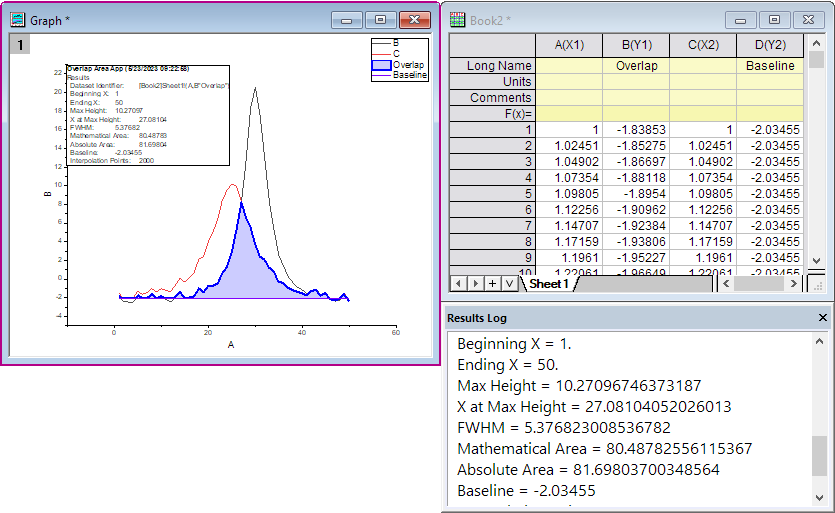 Graph *
1
B
C
Overlap
Baseline
Overlap Area App (5/23/2023 09:22:58)
Results
Dataset Identifier: [Book2]Sheet1!(A,B"Overlap")
Beginning X: 1
Ending X: 50
Max Height: 10.27097
X at Max Height: 27.08104
FWHM: 5.37682
Mathematical Area: 80.48783
Absolute Area: 81.69804
Baseline: -2.03455
Interpolation Points: 2000
22
20
18
16
14
12
10
8
6
4
2
0
-2
-4
B
0 20 40 60
A
Book2 *
A(X1) B(Y1) C(X2) D(Y2)
Long Name Overlap Baseline
Units
Comments
F(x)=
1 1 -1.83853 1 -2.03455
2 1.02451 -1.85275 1.02451 -2.03455
3 1.04902 -1.86697 1.04902 -2.03455
4 1.07354 -1.88118 1.07354 -2.03455
5 1.09805 -1.8954 1.09805 -2.03455
6 1.12256 -1.90962 1.12256 -2.03455
7 1.14707 -1.92384 1.14707 -2.03455
8 1.17159 -1.93806 1.17159 -2.03455
9 1.1961 -1.95227 1.1961 -2.03455
10 1.22061 -1.96649 1.22061 -2.03455
Sheet1
Results Log
Beginning X = 1.
Ending X = 50.
Max Height = 10.27096746373187
X at Max Height = 27.08104052026013
FWHM = 5.376823008536782
Mathematical Area = 80.48782556115367
Absolute Area = 81.69803700348564
Baseline = -2.03455